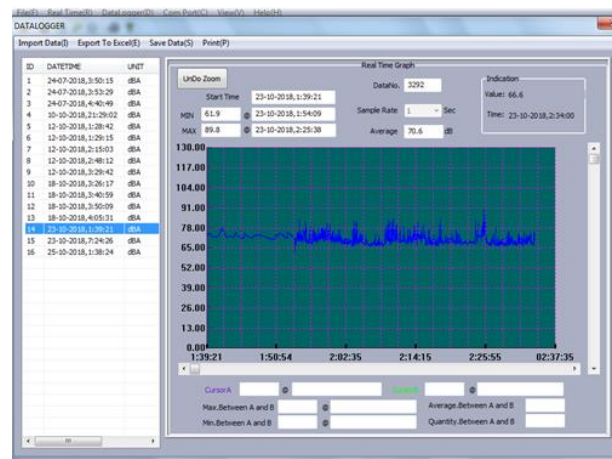 File(F) Real Time(R) DataLogger(D) Com Port(C) View(V) Help(H)
DATALOGGER
Import Data(I) Export To Excel(E) Save Data(S) Print(P)
ID DATETIME UNIT
1 24-07-2018,3:50:15 dBA
2 24-07-2018,3:53:29 dBA
3 24-07-2018,4:40:49 dBA
4 10-10-2018,21:29:02 dBA
5 12-10-2018,1:28:42 dBA
6 12-10-2018,1:29:15 dBA
7 12-10-2018,2:15:03 dBA
8 12-10-2018,2:48:12 dBA
9 12-10-2018,3:29:42 dBA
10 18-10-2018,3:26:17 dBA
11 18-10-2018,3:40:59 dBA
12 18-10-2018,3:50:09 dBA
13 18-10-2018,4:05:31 dBA
14 23-10-2018,1:39:21 dBA
15 23-10-2018,7:24:26 dBA
16 25-10-2018,1:38:24 dBA
Real Time Graph
UnDo Zoom
DataNo. 3292
Indication
Value: 66.6
Time: 23-10-2018,2:34:00
Start Time 23-10-2018,1:39:21
MIN 61.9 @ 23-10-2018,1:54:09
Sample Rate 1 Sec
MAX 89.8 @ 23-10-2018,2:25:38
Average 70.6 dB
130.00
117.00
104.00
91.00
78.00
65.00
52.00
39.00
26.00
13.00
0.00
1:39:21 1:50:54 2:02:35 2:14:15 2:25:55 02:37:35
CursorA @ @
Max.Between A and B @ Average.Between A and B
Min.Between A and B @ Quantity.Between A and B